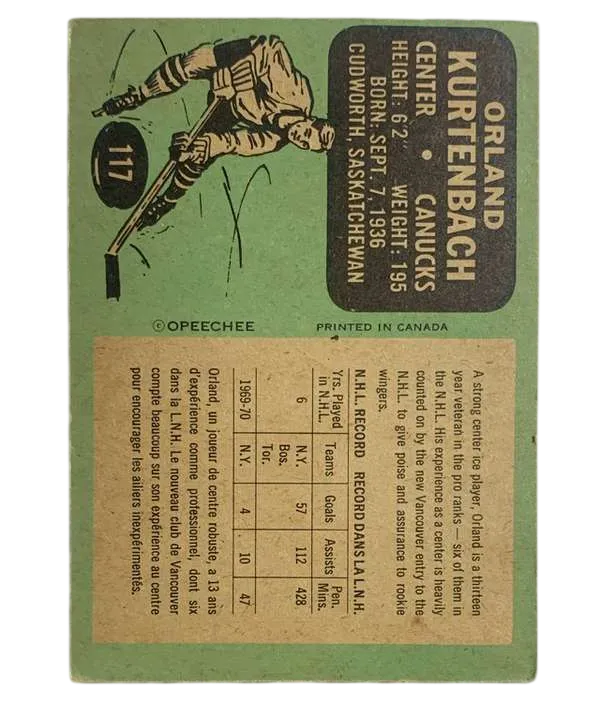 ORLAND
KURTENBACH
CENTER • CANUCKS
HEIGHT: 6'2" WEIGHT: 195
BORN: SEPT. 7, 1936
CUDWORTH, SASKATCHEWAN
117
©OPEECHEE PRINTED IN CANADA
A strong center ice player, Orland is a thirteen
year veteran in the pro ranks — six of them in
the N.H.L. His experience as a center is heavily
counted on by the new Vancouver entry to the
N.H.L. to give poise and assurance to rookie
wingers.
N.H.L. RECORD RECORD DANS LA L.N.H.
Yrs. Played in N.H.L. Teams Goals Assists Pen. Mins.
6 N.Y. 57 112 428
Bos.
Tor.
1969-70 N.Y. 4 10 47
Orland, un joueur de centre robuste, a 13 ans
d'expérience comme professionnel, dont six
dans la L.N.H. Le nouveau club de Vancouver
compte beaucoup sur son expérience au centre
pour encourager les ailiers inexpérimentés.